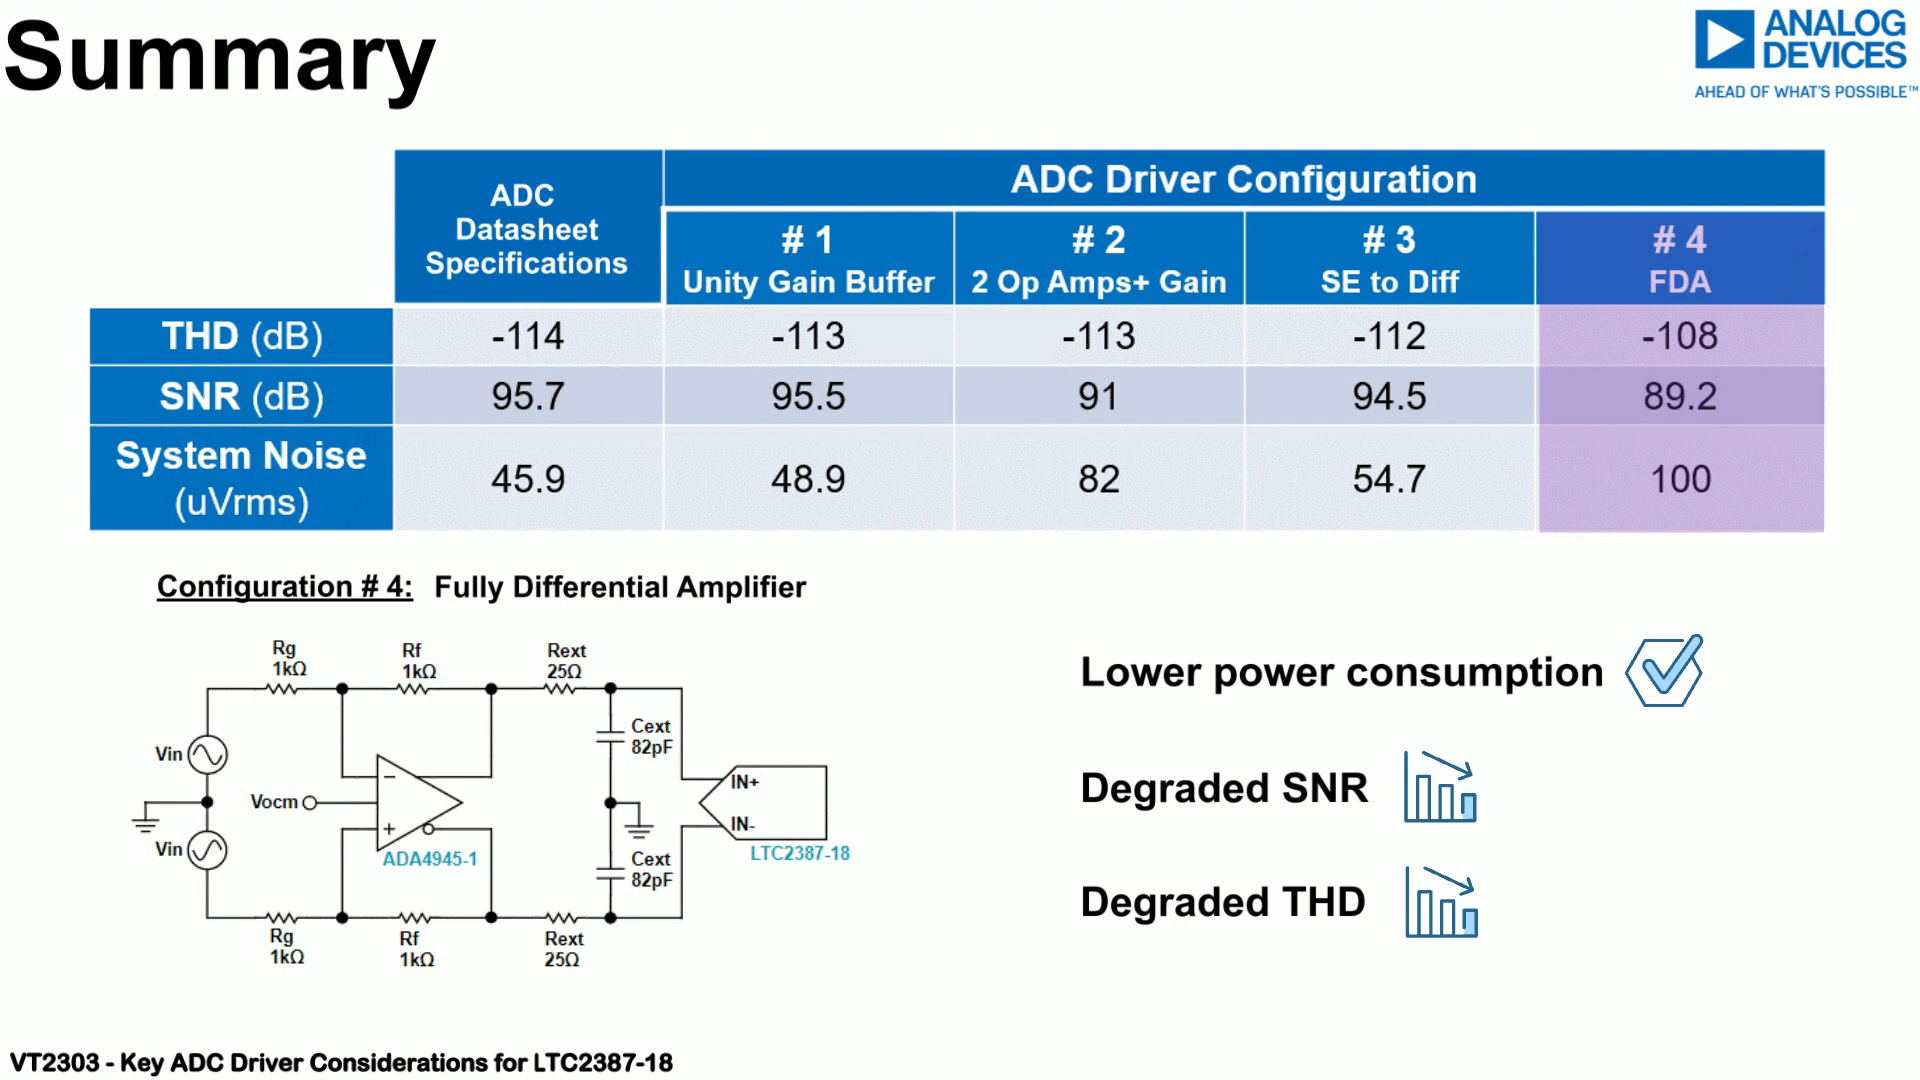 Summary
ANALOG
DEVICES
AHEAD OF WHAT'S POSSIBLE™
ADC
Datasheet
Specifications
ADC Driver Configuration
# 1
Unity Gain Buffer
# 2
2 Op Amps+ Gain
# 3
SE to Diff
# 4
FDA
THD (dB) -114 -113 -113 -112 -108
SNR (dB) 95.7 95.5 91 94.5 89.2
System Noise
(uVrms) 45.9 48.9 82 54.7 100
Configuration # 4: Fully Differential Amplifier
Rg
1kΩ
Rf
1kΩ
Rext
25Ω
Cext
82pF
Vin
Vocm
Vin
−
+
ADA4945-1
IN+
IN-
LTC2387-18
Cext
82pF
Rg
1kΩ
Rf
1kΩ
Rext
25Ω
Lower power consumption
Degraded SNR
Degraded THD
VT2303 - Key ADC Driver Considerations for LTC2387-18